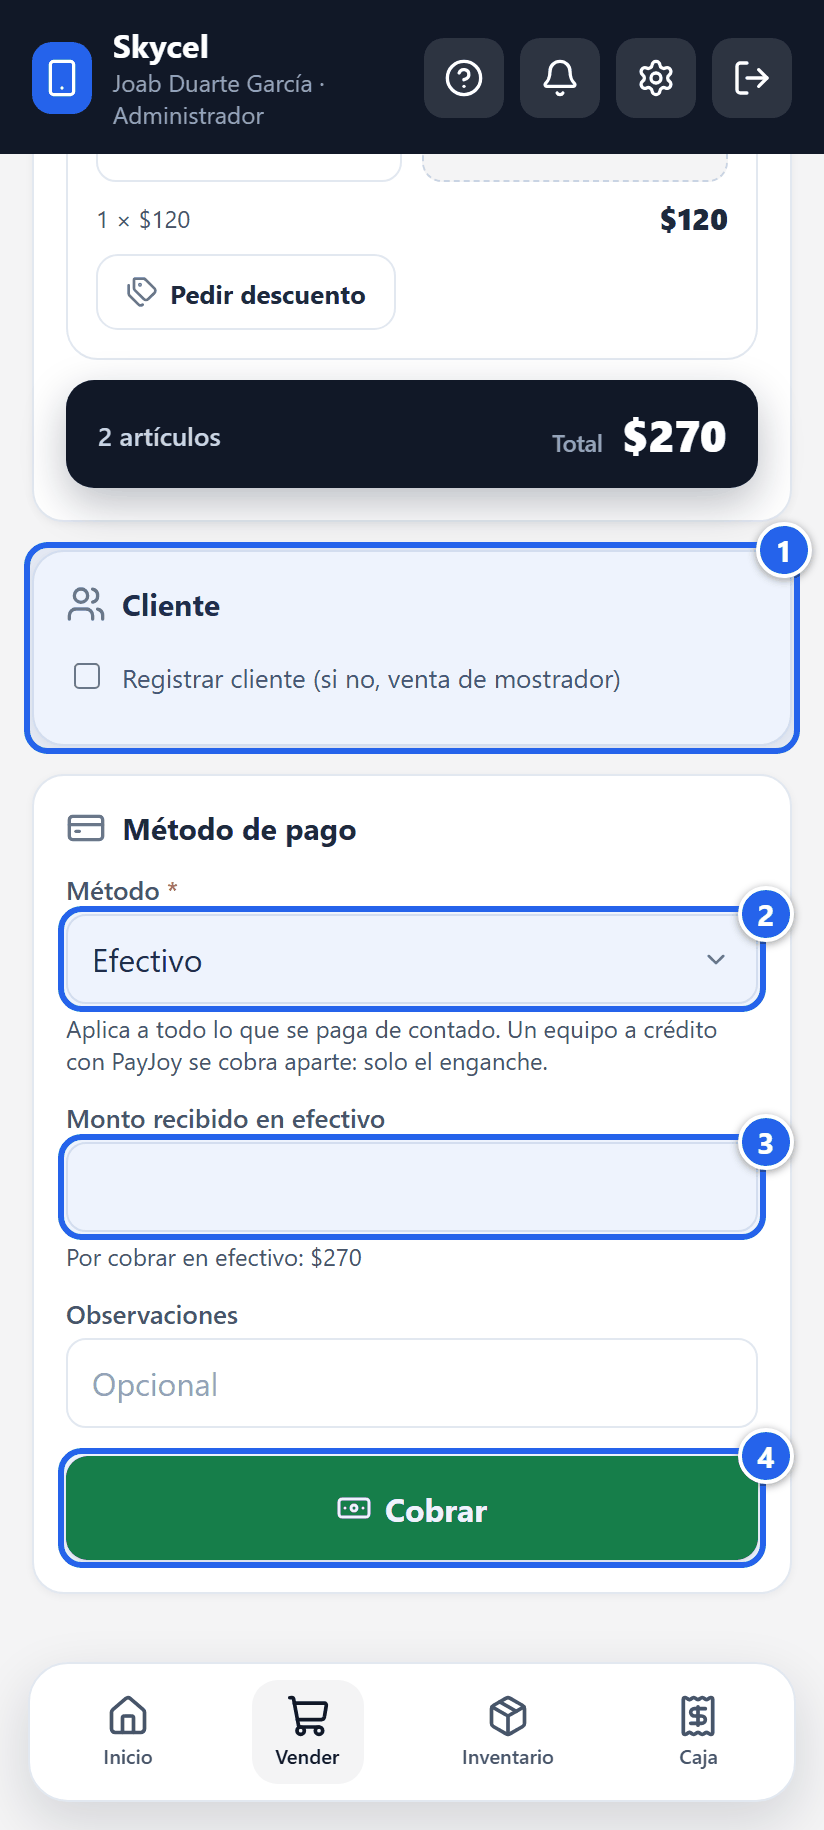 Skycel
Joab Duarte García ·
Administrador
1 × $120
$120
Pedir descuento
2 artículos
Total $270
1
Cliente
Registrar cliente (si no, venta de mostrador)
Método de pago
Método *
2
Efectivo
Aplica a todo lo que se paga de contado. Un equipo a crédito
con PayJoy se cobra aparte: solo el enganche.
Monto recibido en efectivo
3
Por cobrar en efectivo: $270
Observaciones
Opcional
4
Cobrar
Inicio
Vender
Inventario
Caja